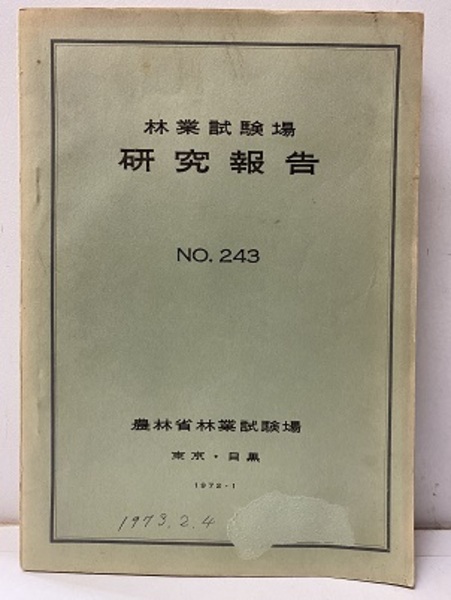 林業試験場
研究報告
NO. 243
農林省林業試験場
東京・目黒
1972・1
1973. 2. 4